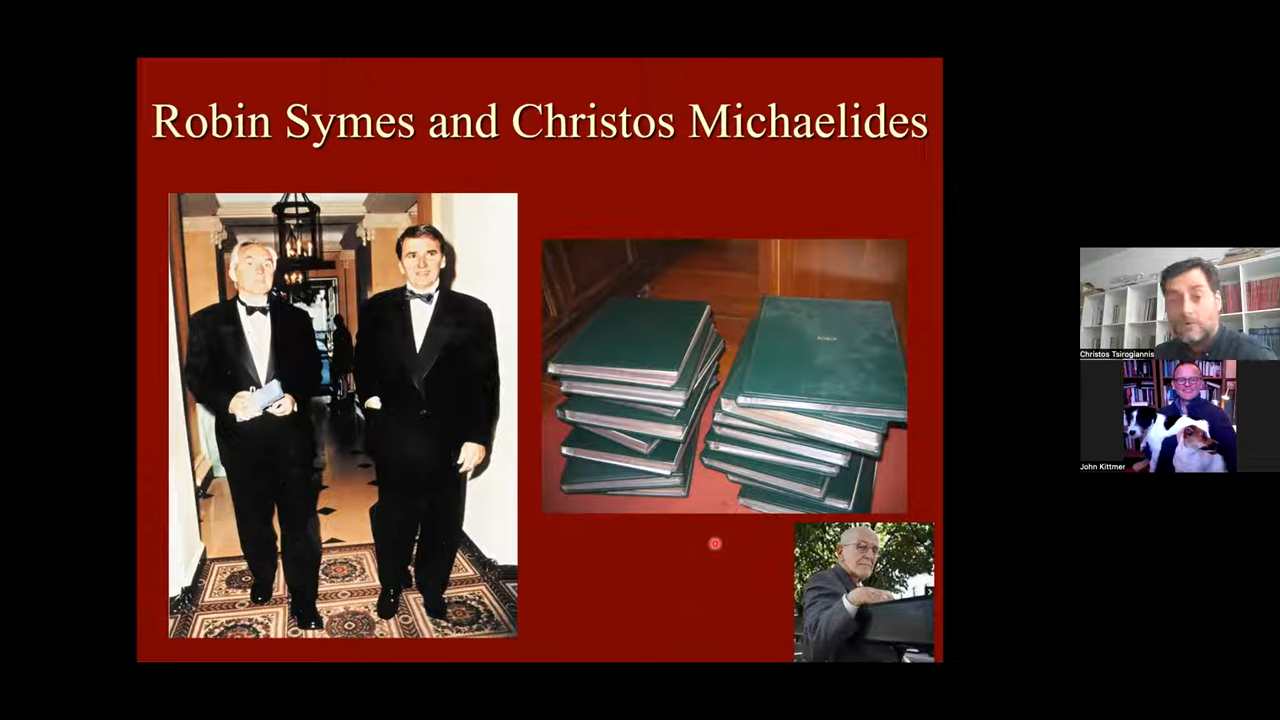 Robin Symes and Christos Michaelides
Christos Tsirogiannis
John Kittmer